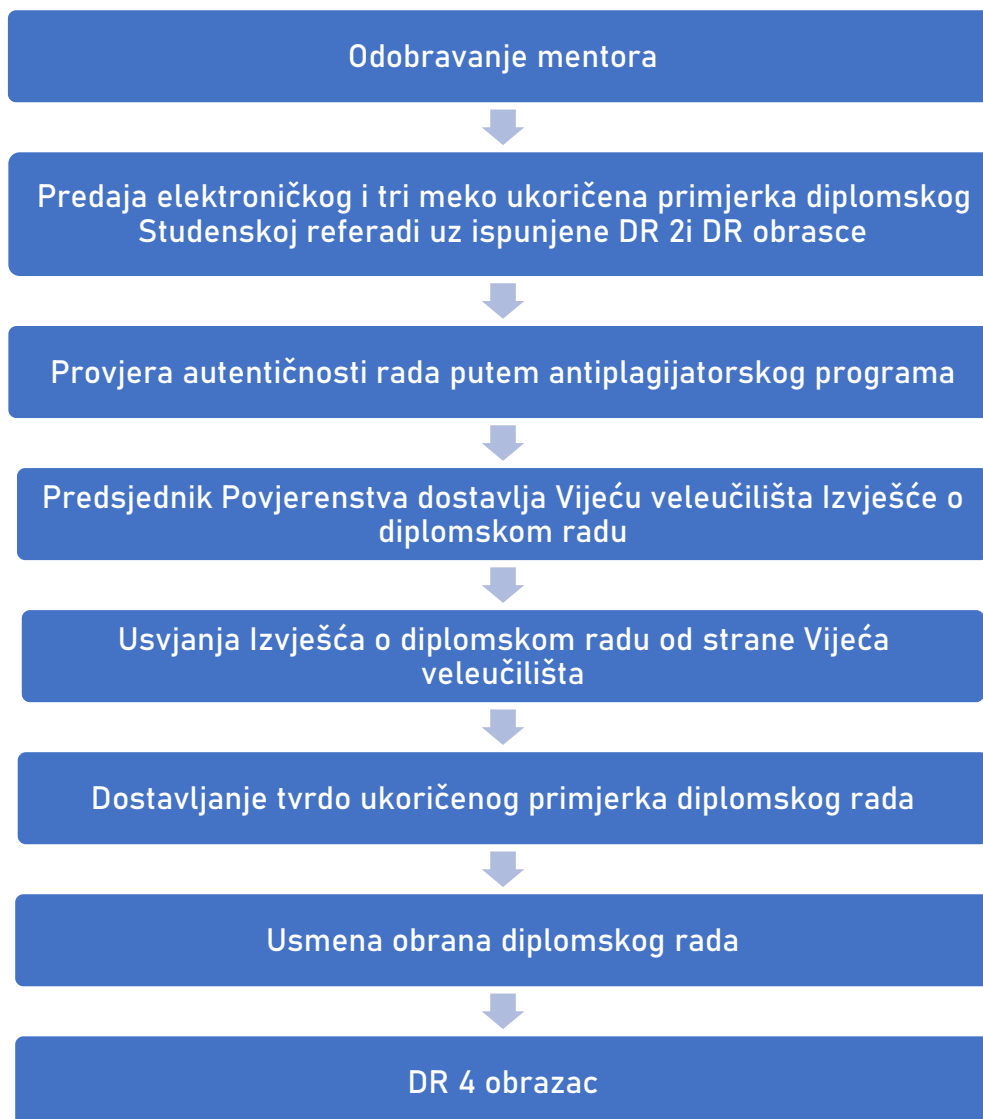 Odobravanje mentora
Predaja elektroničkog i tri meko ukoričena primjerka diplomskog
Studenskoj referadi uz ispunjene DR 2i DR obrasce
Provjera autentičnosti rada putem antiplagijatorskog programa
Predsjednik Povjerenstva dostavlja Vijeću veleučilišta Izvješće o
diplomskom radu
Usvjanja Izvješća o diplomskom radu od strane Vijeća
veleučilišta
Dostavljanje tvrdo ukoričenog primjerka diplomskog rada
Usmena obrana diplomskog rada
DR 4 obrazac